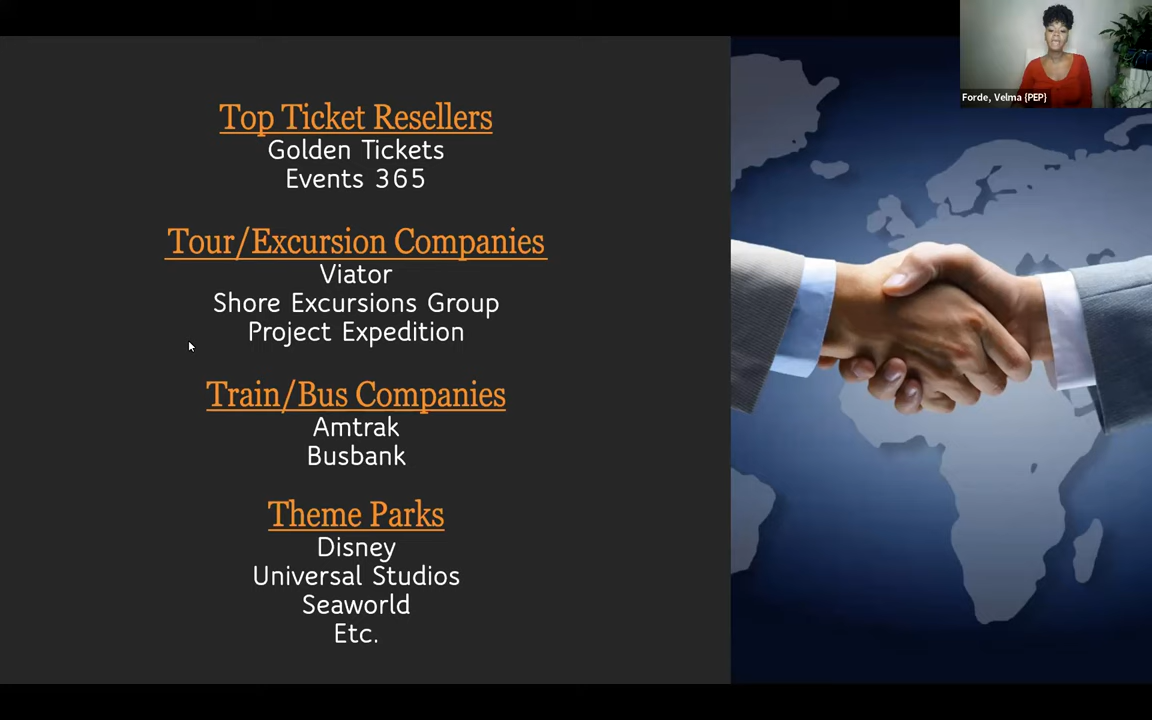 Top Ticket Resellers
Golden Tickets
Events 365
Tour/Excursion Companies
Viator
Shore Excursions Group
Project Expedition
Train/Bus Companies
Amtrak
Busbank
Theme Parks
Disney
Universal Studios
Seaworld
Etc.
Forde, Velma {PEP}